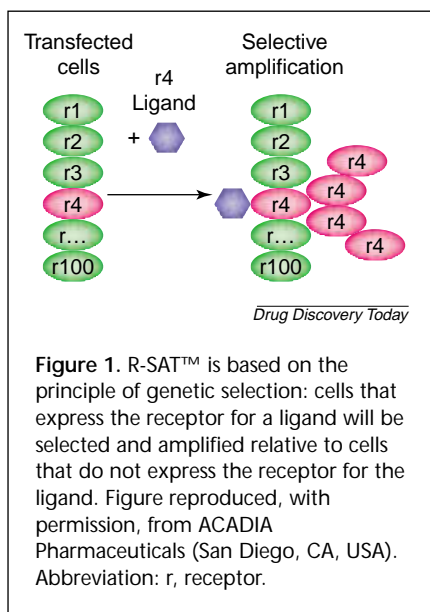 Transfected
cells
r4
Ligand
+
Selective
amplification
r1
r2
r3
r4
r...
r100
r1
r2
r3
r4
r...
r100
r4
r4
r4
r4
Drug Discovery Today
Figure 1. R-SAT™ is based on the
principle of genetic selection: cells that
express the receptor for a ligand will be
selected and amplified relative to cells
that do not express the receptor for the
ligand. Figure reproduced, with
permission, from ACADIA
Pharmaceuticals (San Diego, CA, USA).
Abbreviation: r, receptor.